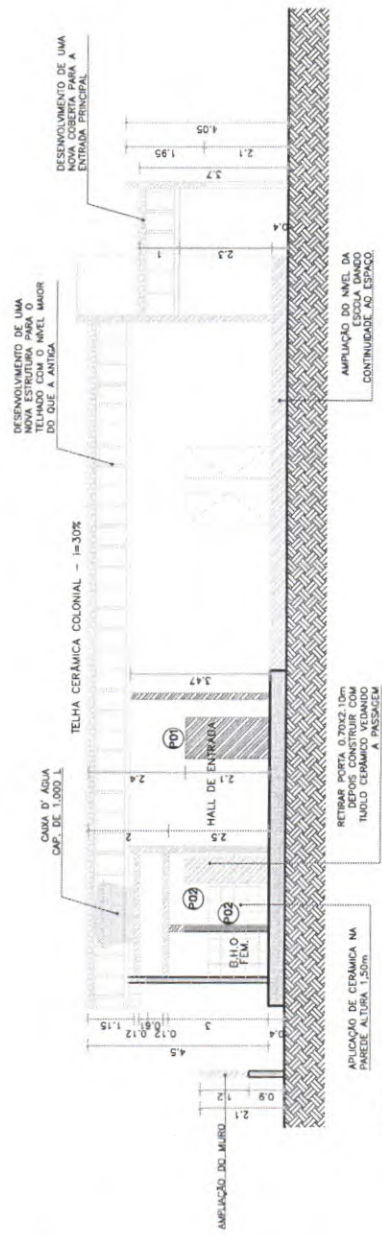 DESENVOLVIMENTO DE UMA
NOVA COBERTA PARA A
ENTRADA PRINCIPAL
DESENVOLVIMENTO DE UMA
NOVA ESTRUTURA PARA O
TELHADO COM O NÍVEL MAIOR
DO QUE A ANTIGA
TELHA CERÂMICA COLONIAL - i=30%
CAIXA D' ÁGUA
CAP. DE 1.000 L
4.05
1.95
2.1
3.7
1
2.3
0.4
3.47
2.4
2.1
2
2.5
P01
P02
P02
HALL DE ENTRADA
B.H.O
FEM.
1.15
0.61
0.12
0.12
3
4.5
0.4
1.2
0.9
2.1
AMPLIAÇÃO DO MURO
AMPLIAÇÃO DO NÍVEL DA
ESCOLA DANDO
CONTINUIDADE AO ESPAÇO
RETIRAR PORTA 0.70X2.10m
DEPOIS CONSTRUIR COM
TIJOLO CERÂMICO VEDANDO
A PASSAGEM
APLICAÇÃO DE CERÂMICA NA
PAREDE ALTURA 1,50m